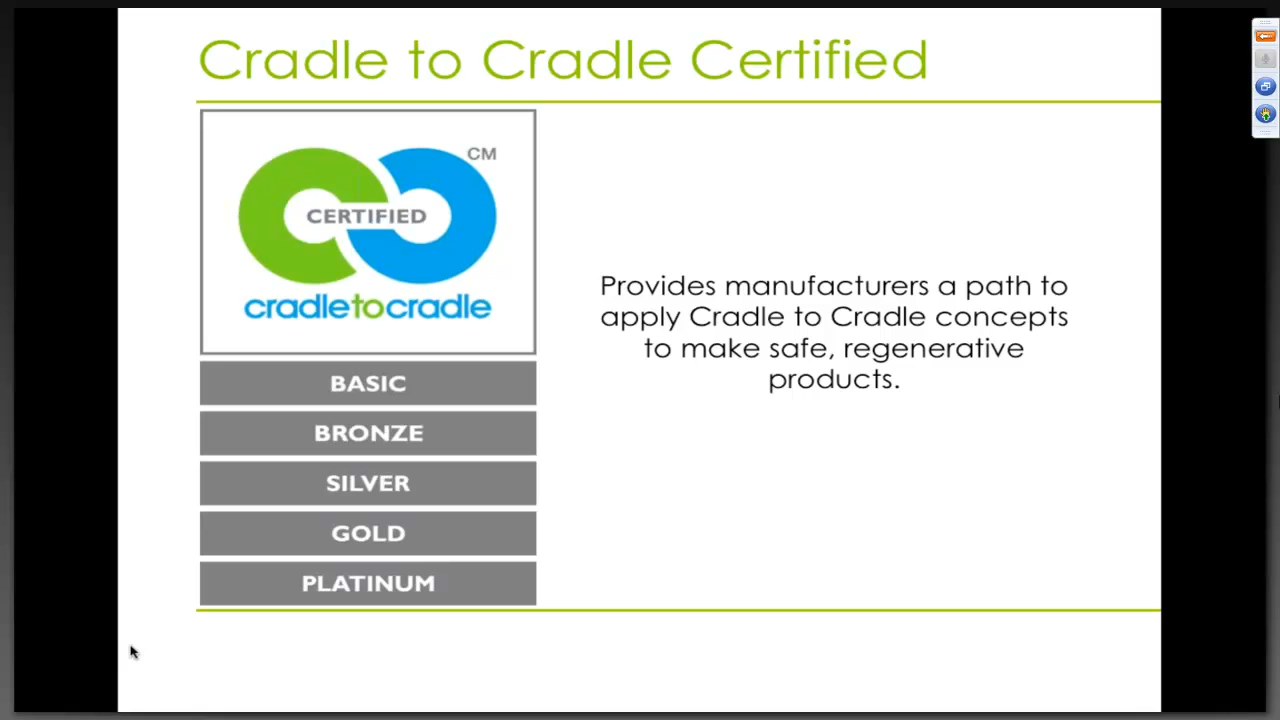 Cradle to Cradle Certified
CM
CERTIFIED
cradletocradle
BASIC
BRONZE
SILVER
GOLD
PLATINUM
Provides manufacturers a path to
apply Cradle to Cradle concepts
to make safe, regenerative
products.